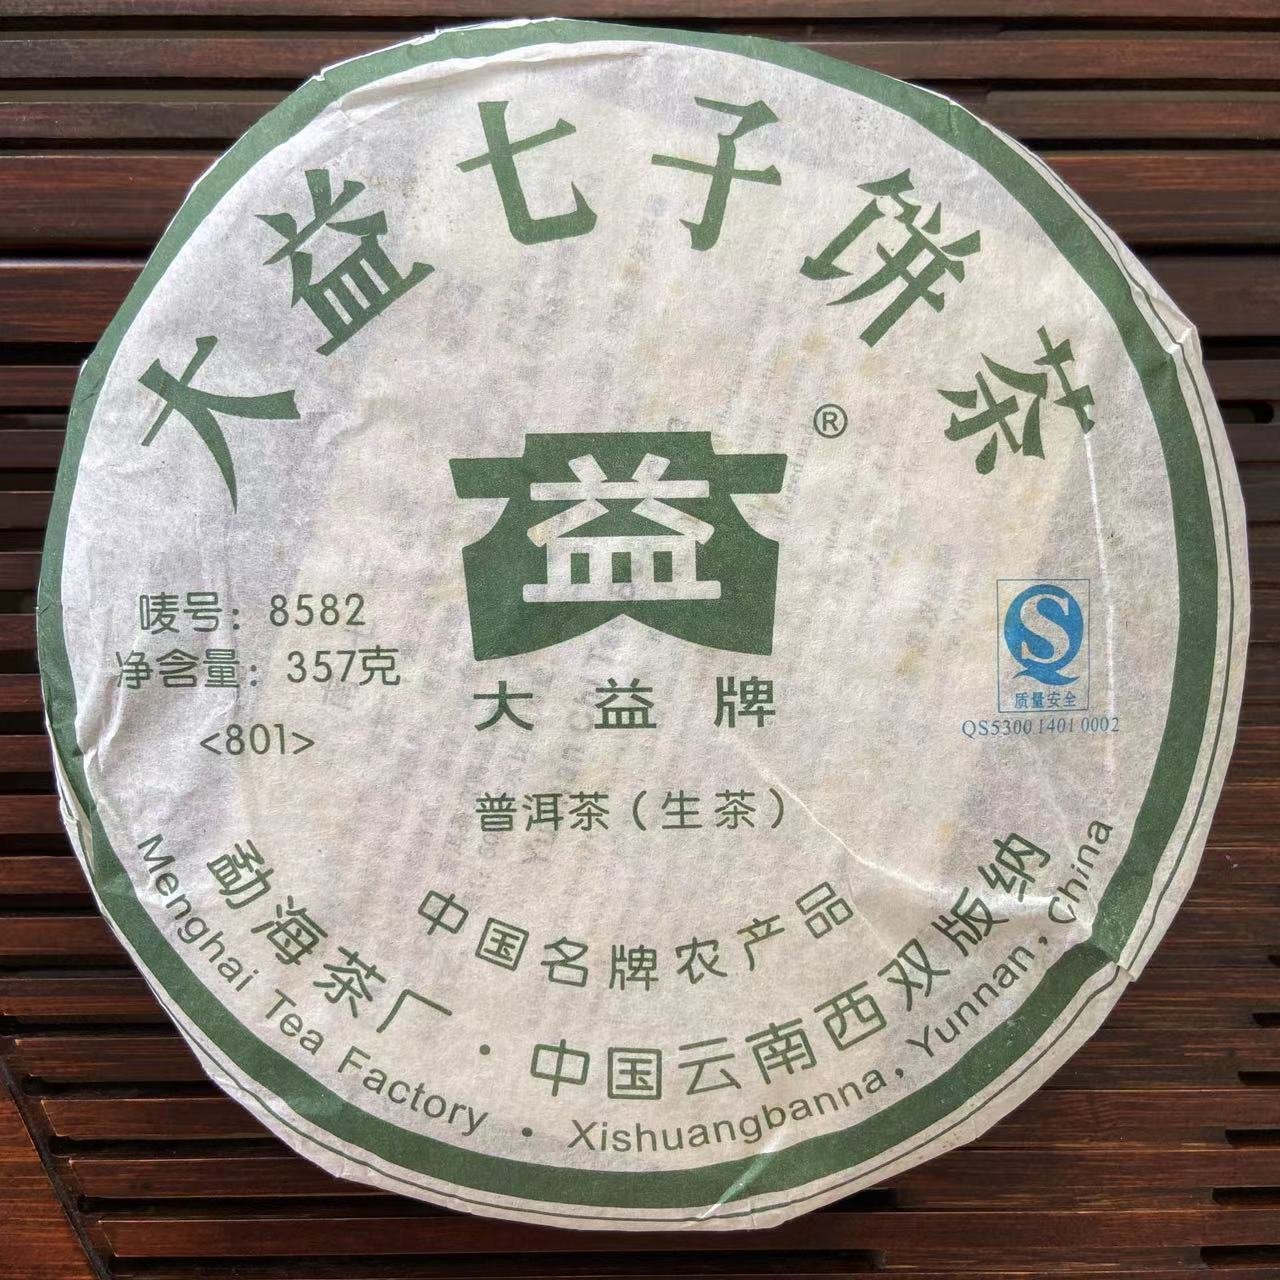 大益七子饼茶
®
益
大益牌
唛号：8582
净含量：357克
<801>
质量安全
QS5300 1401 0002
普洱茶（生茶）
中国名牌农产品
勐海茶厂·中国云南西双版纳
Menghai Tea Factory · Xishuangbanna, Yunnan, China